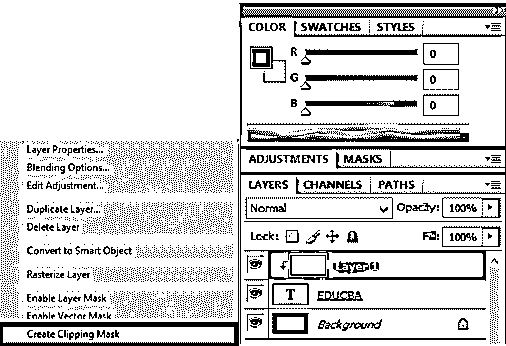 COLOR SWATCHES STYLES
R 0
G 0
B 0
ADJUSTMENTS MASKS
LAYERS CHANNELS PATHS
Normal Opacity: 100%
Lock: Fill: 100%
Layer 1
T EDUCBA
Background
Layer Properties...
Blending Options...
Edit Adjustment...
Duplicate Layer...
Delete Layer
Convert to Smart Object
Rasterize Layer
Enable Layer Mask
Enable Vector Mask
Create Clipping Mask